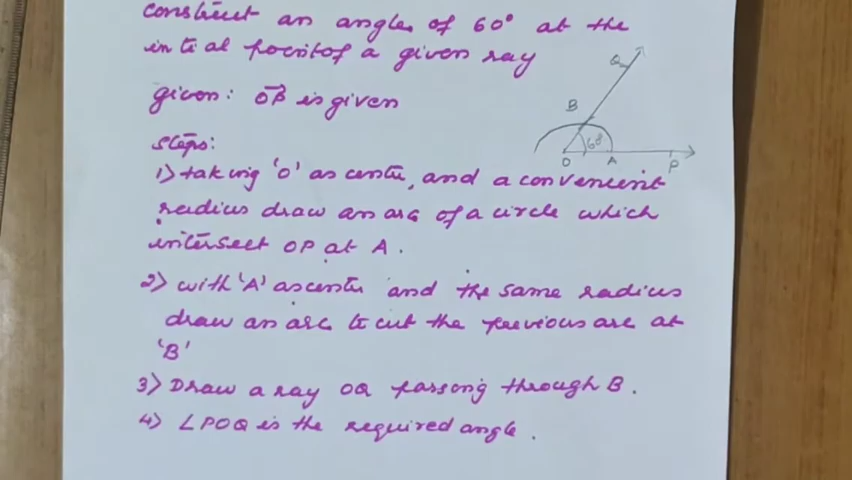 construct an angles of 60° at the
initial point of a given ray
given: OP is given
Q
B
60°
O A P
steps:
1) taking 'O' as centre, and a convenient
radius draw an arc of a circle which
intersect OP at A.
2) with 'A' as centre and the same radius
draw an arc to cut the previous arc at
'B'
3) Draw a ray OQ passing through B.
4) ∠POQ is the required angle.